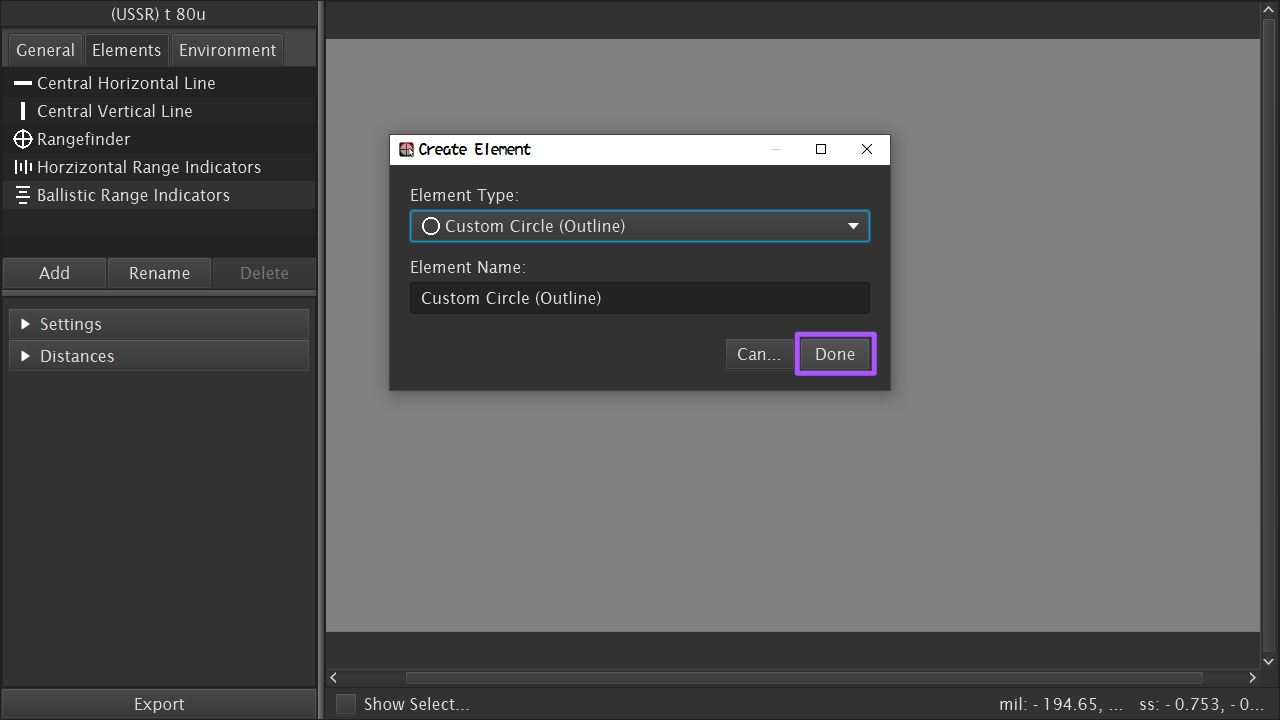 (USSR) t 80u
General
Elements
Environment
Central Horizontal Line
Central Vertical Line
Rangefinder
Horzizontal Range Indicators
Ballistic Range Indicators
Add
Rename
Delete
Settings
Distances
Export
Create Element
Element Type:
Custom Circle (Outline)
Element Name:
Custom Circle (Outline)
Can...
Done
Show Select...
mil: - 194.65, ...
ss: - 0.753, - 0...